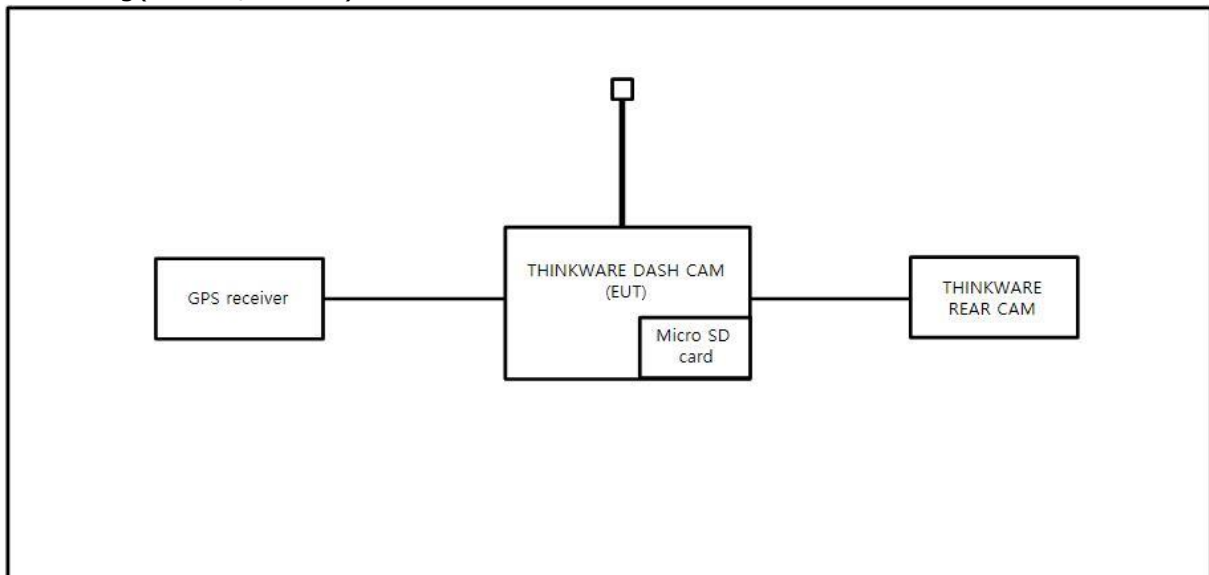 GPS receiver
THINKWARE DASH CAM
(EUT)
Micro SD
card
THINKWARE
REAR CAM